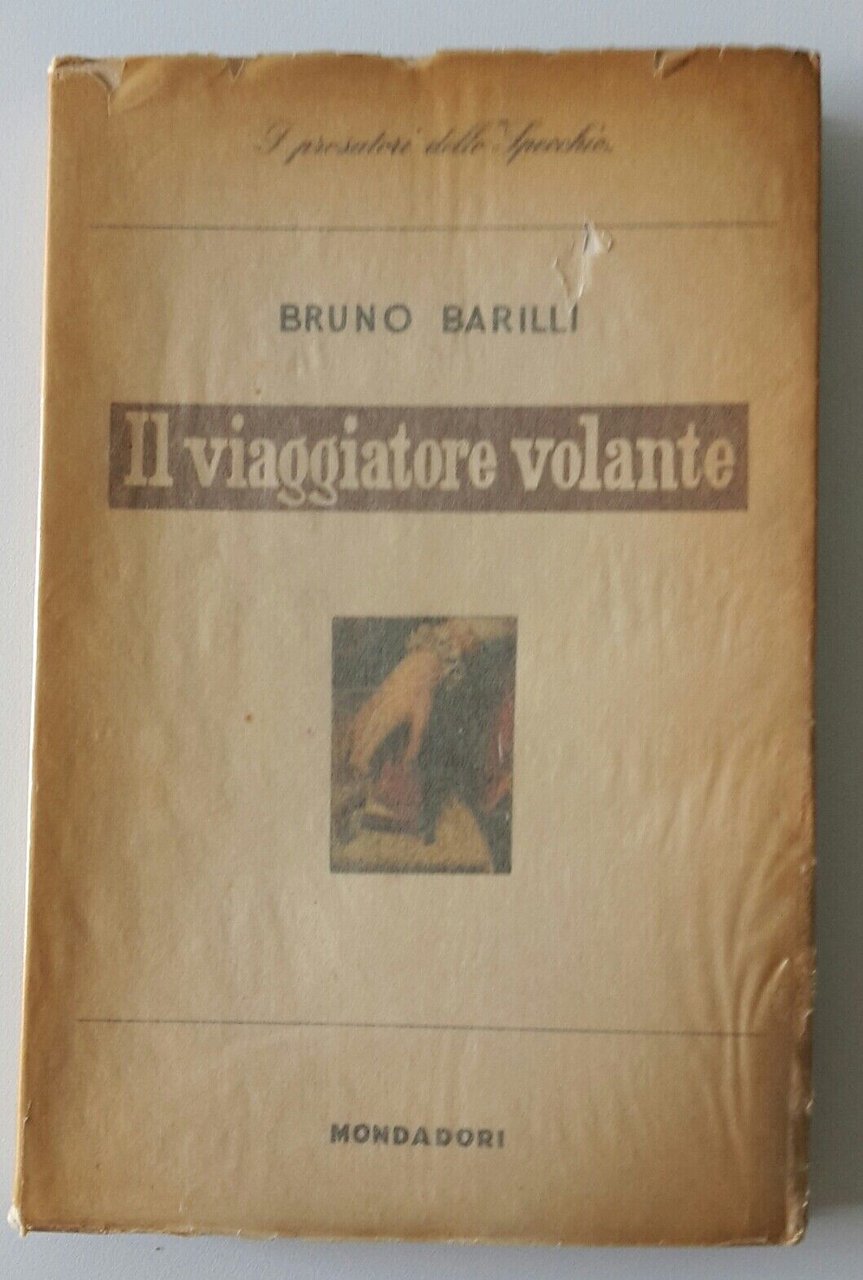 I prosatori dello "Specchio„
BRUNO BARILLI
Il viaggiatore volante
MONDADORI